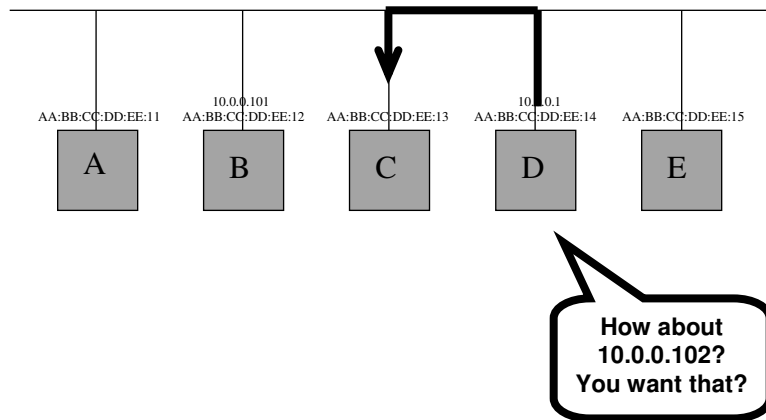 10.0.0.101
AA:BB:CC:DD:EE:11
AA:BB:CC:DD:EE:12
AA:BB:CC:DD:EE:13
AA:BB:CC:DD:EE:14
AA:BB:CC:DD:EE:15
A
B
C
D
E
How about
10.0.0.102?
You want that?